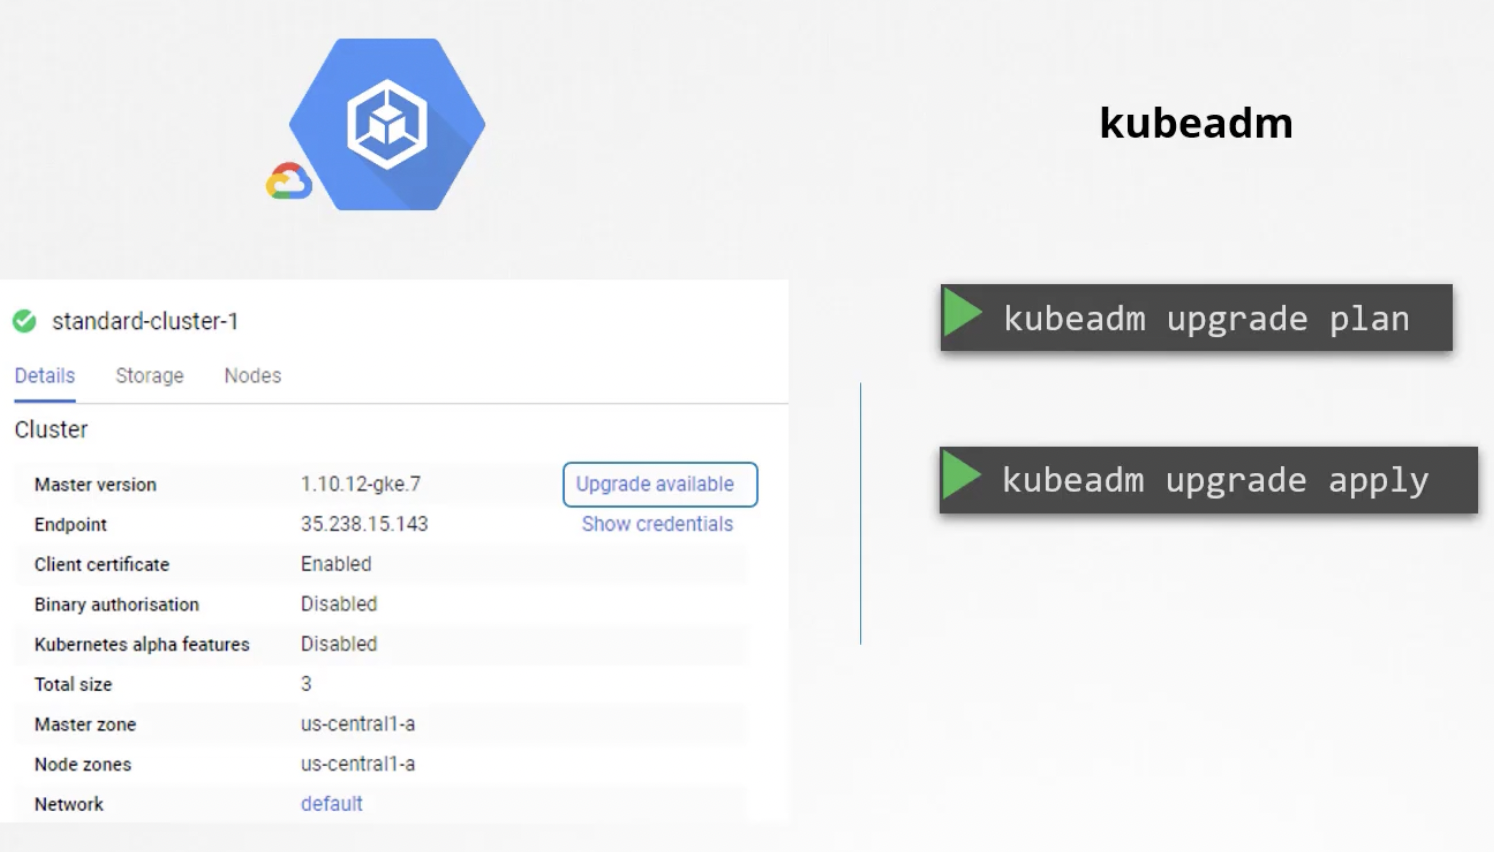 kubeadm
standard-cluster-1
Details Storage Nodes
Cluster
Master version 1.10.12-gke.7 Upgrade available
Endpoint 35.238.15.143 Show credentials
Client certificate Enabled
Binary authorisation Disabled
Kubernetes alpha features Disabled
Total size 3
Master zone us-central1-a
Node zones us-central1-a
Network default
kubeadm upgrade plan
kubeadm upgrade apply